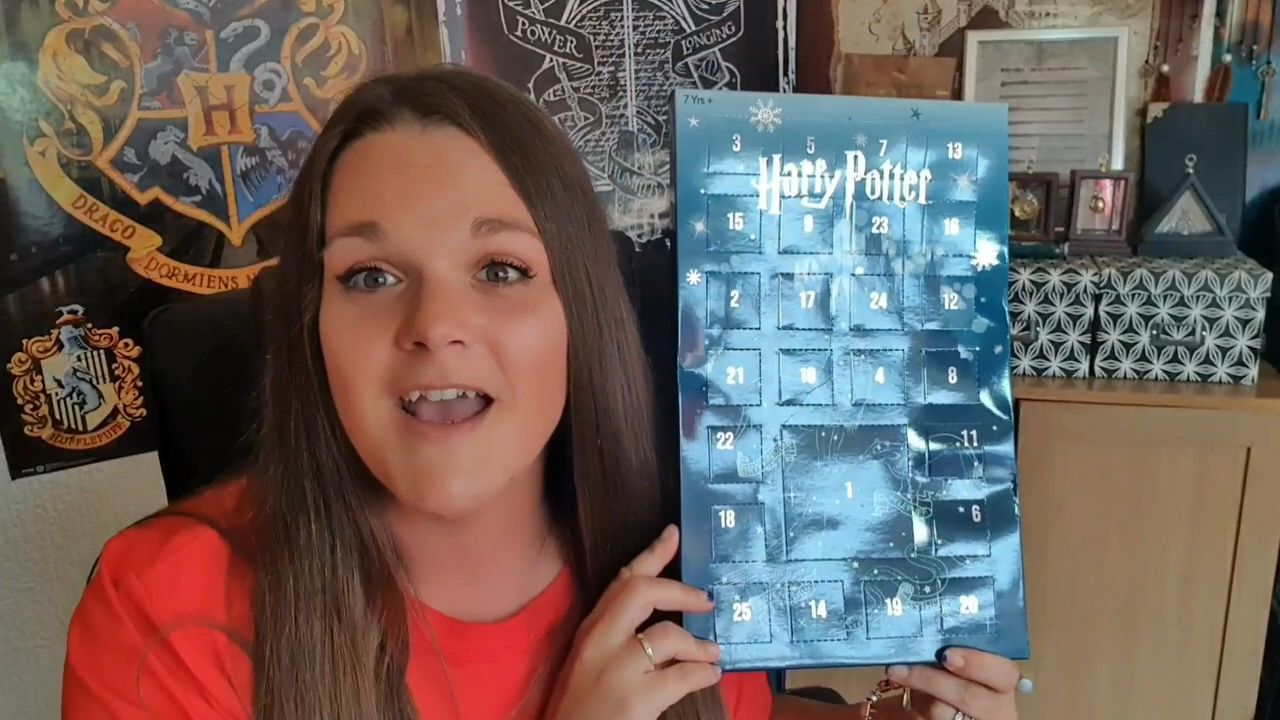 POWER
LONGING
H
DRACO
DORMIENS
HUFFLEPUFF
7 Yrs +
3 5 7 13
Harry Potter
15 9 23 16
2 17 24 12
21 10 4 8
22 11
1
18 6
25 14 19 20